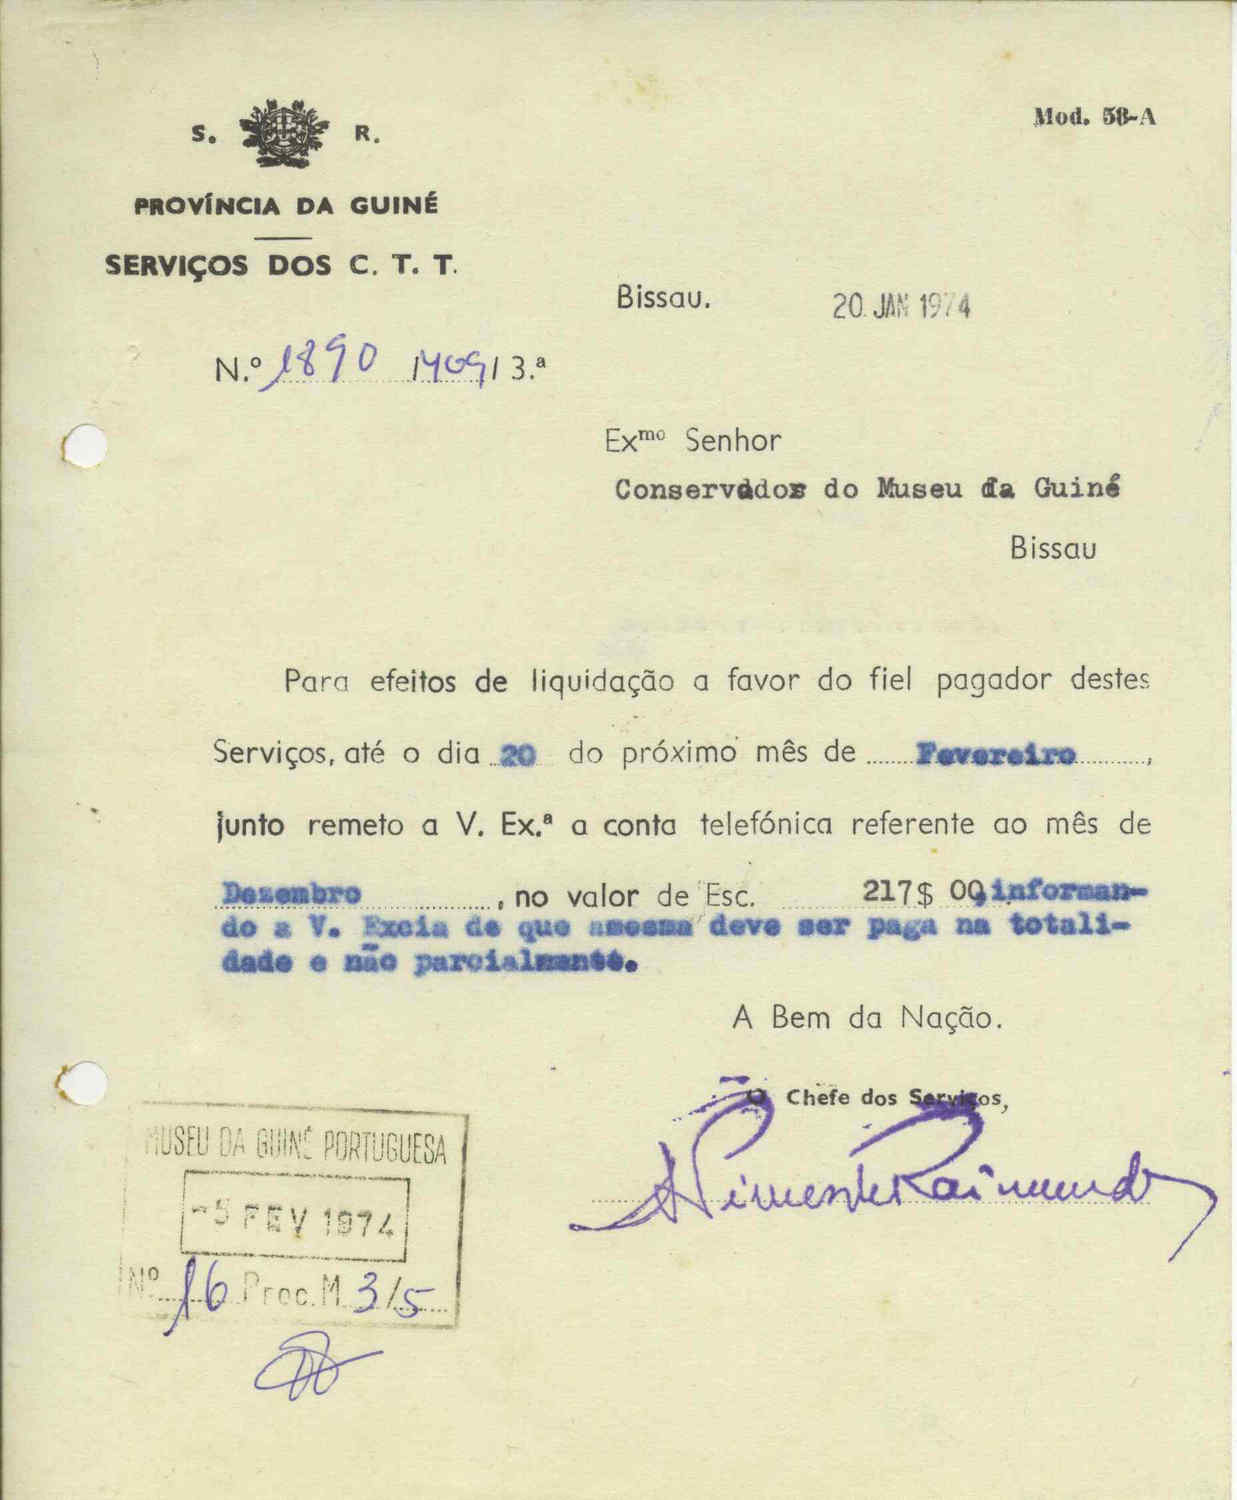 Mod. 58-A
S. R.
PROVÍNCIA DA GUINÉ
SERVIÇOS DOS C. T. T.
Bissau. 20 JAN 1974
N.º 1890 /409/ 3.ª
Exmo Senhor
Conservador do Museu da Guiné
Bissau
Para efeitos de liquidação a favor do fiel pagador destes
Serviços, até o dia 20 do próximo mês de Fevereiro,
junto remeto a V. Ex.ª a conta telefónica referente ao mês de
Dezembro, no valor de Esc. 217$ 00, informan-
do a V. Excia de que amesma deve ser paga na totali-
dade e não parcialmente.
A Bem da Nação.
O Chefe dos Serviços,
Pimenta Raimundo
MUSEU DA GUINÉ PORTUGUESA
-5 FEV 1974
Nº 16 Proc. M 3/5